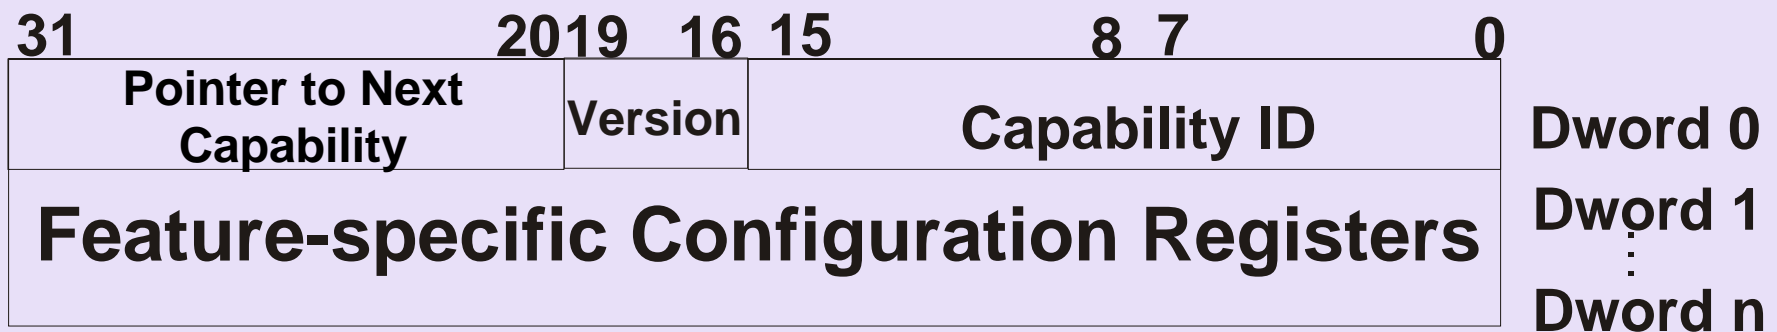 31 2019 16 15 8 7 0
Pointer to Next
Capability
Version
Capability ID
Dword 0
Feature-specific Configuration Registers
Dword 1
Dword n